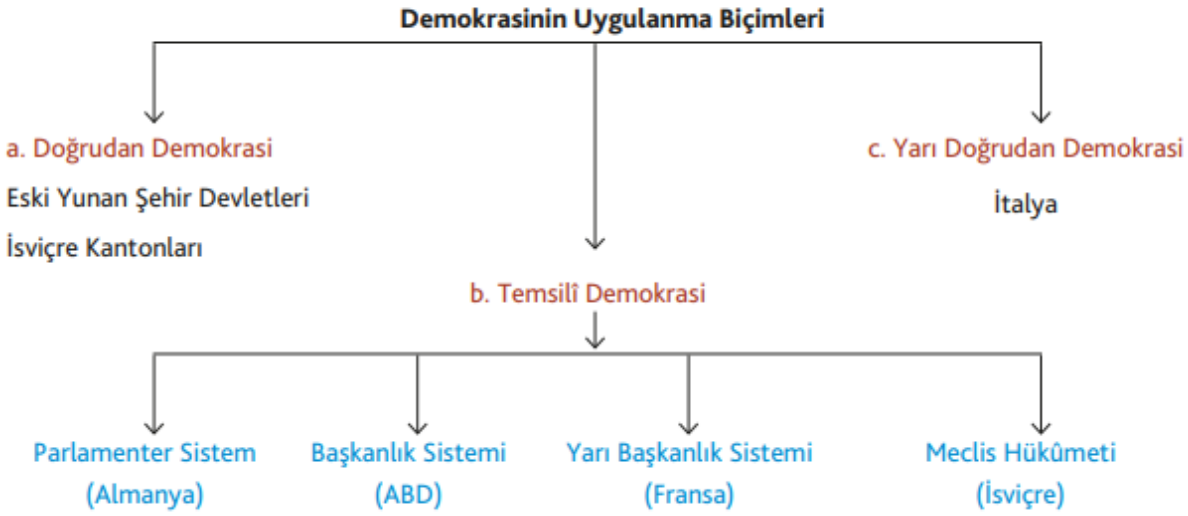 Demokrasinin Uygulanma Biçimleri
a. Doğrudan Demokrasi
Eski Yunan Şehir Devletleri
İsviçre Kantonları
c. Yarı Doğrudan Demokrasi
İtalya
b. Temsilî Demokrasi
Parlamenter Sistem
(Almanya)
Başkanlık Sistemi
(ABD)
Yarı Başkanlık Sistemi
(Fransa)
Meclis Hükûmeti
(İsviçre)